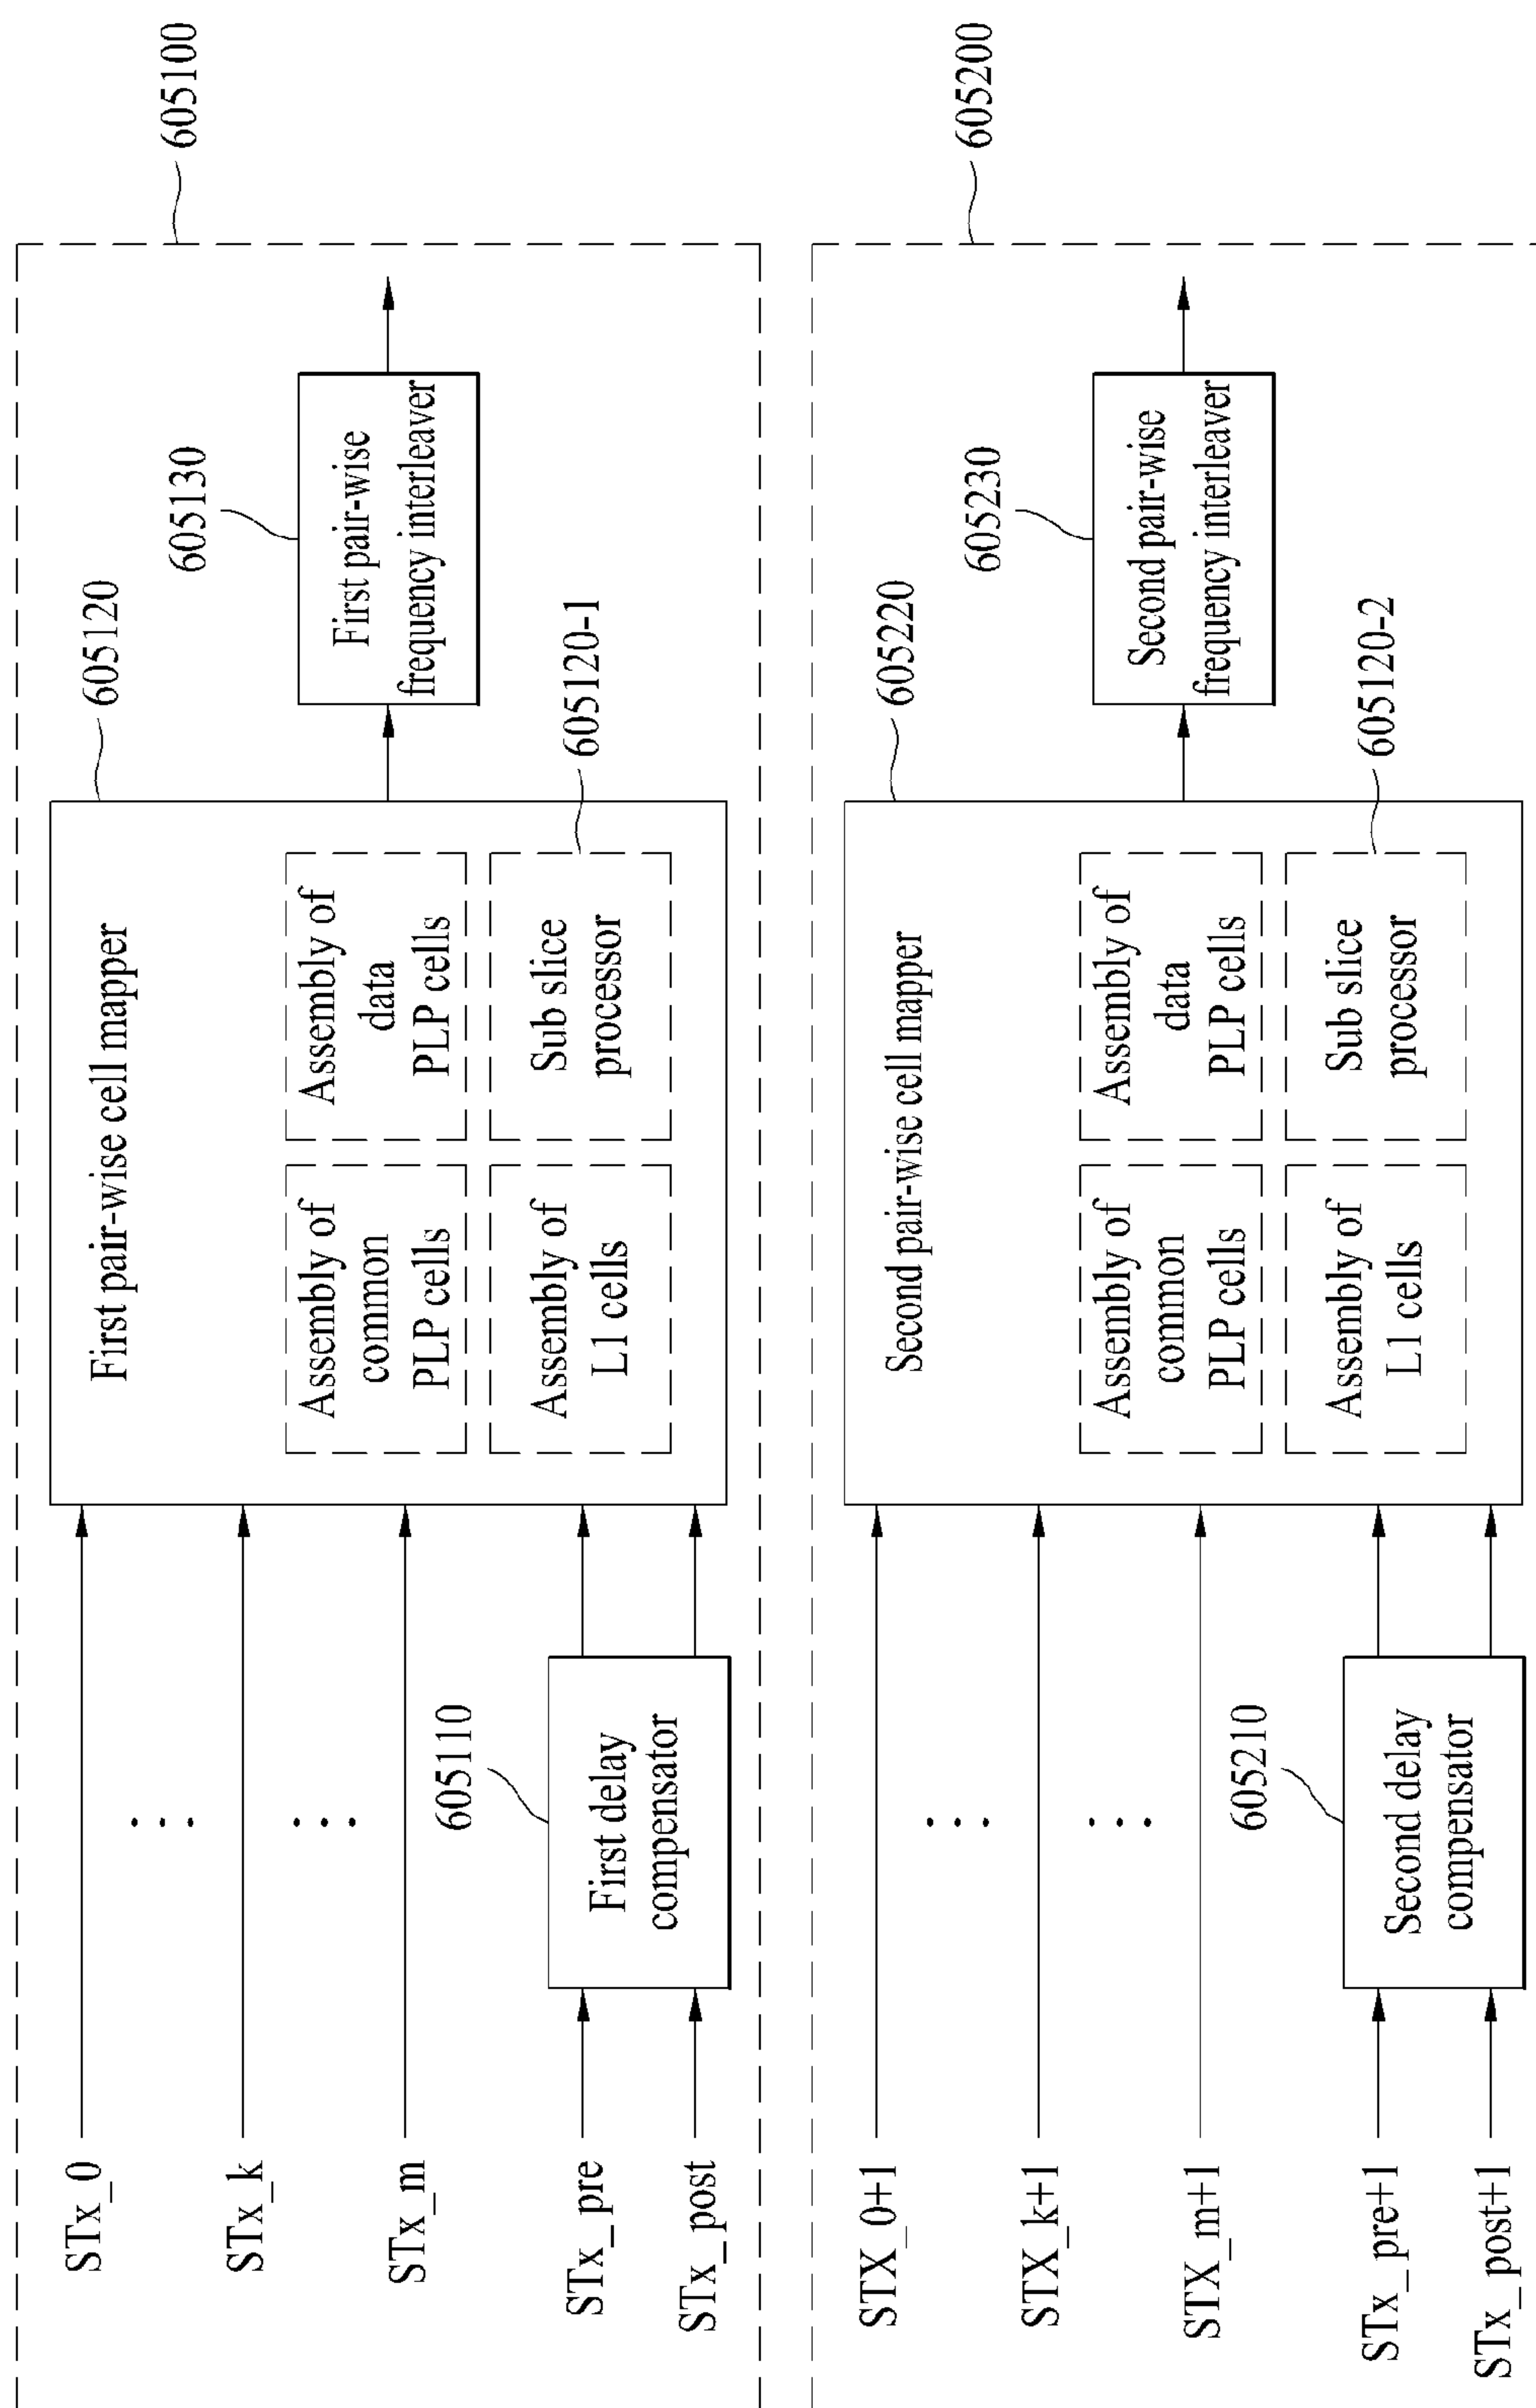 605100
STx_0
STx_k
STx_m
STx_pre
STx_post
605110
First delay
compensator
605120
First pair-wise cell mapper
Assembly of
common
PLP cells
Assembly of
data
PLP cells
Assembly of
L1 cells
Sub slice
processor
605120-1
605130
First pair-wise
frequency interleaver
605200
STX_0+1
STX_k+1
STX_m+1
STx_pre+1
STx_post+1
605210
Second delay
compensator
605220
Second pair-wise cell mapper
Assembly of
common
PLP cells
Assembly of
data
PLP cells
Assembly of
L1 cells
Sub slice
processor
605120-2
605230
Second pair-wise
frequency interleaver